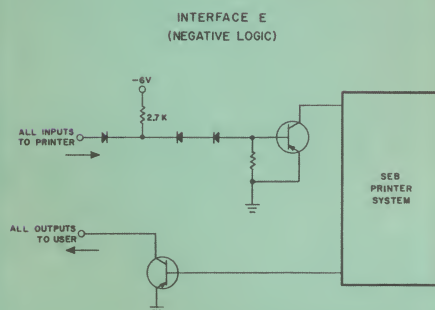 INTERFACE E
(NEGATIVE LOGIC)
-6V
2.7K
ALL INPUTS
TO PRINTER
SEB
PRINTER
SYSTEM
ALL OUTPUTS
TO USER